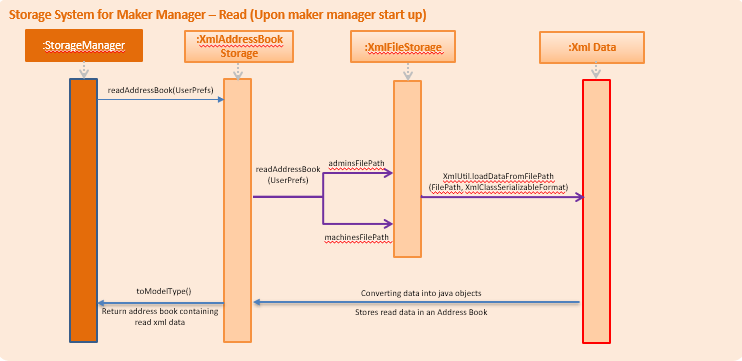 Storage System for Maker Manager – Read (Upon maker manager start up)
:StorageManager
:XmlAddressBook
Storage
:XmlFileStorage
:Xml Data
readAddressBook(UserPrefs)
readAddressBook
(UserPrefs)
adminsFilePath
machinesFilePath
XmlUtil.loadDataFromFilePath
(FilePath, XmlClassSerializableFormat)
toModelType()
Return address book containing
read xml data
Converting data into java objects
Stores read data in an Address Book